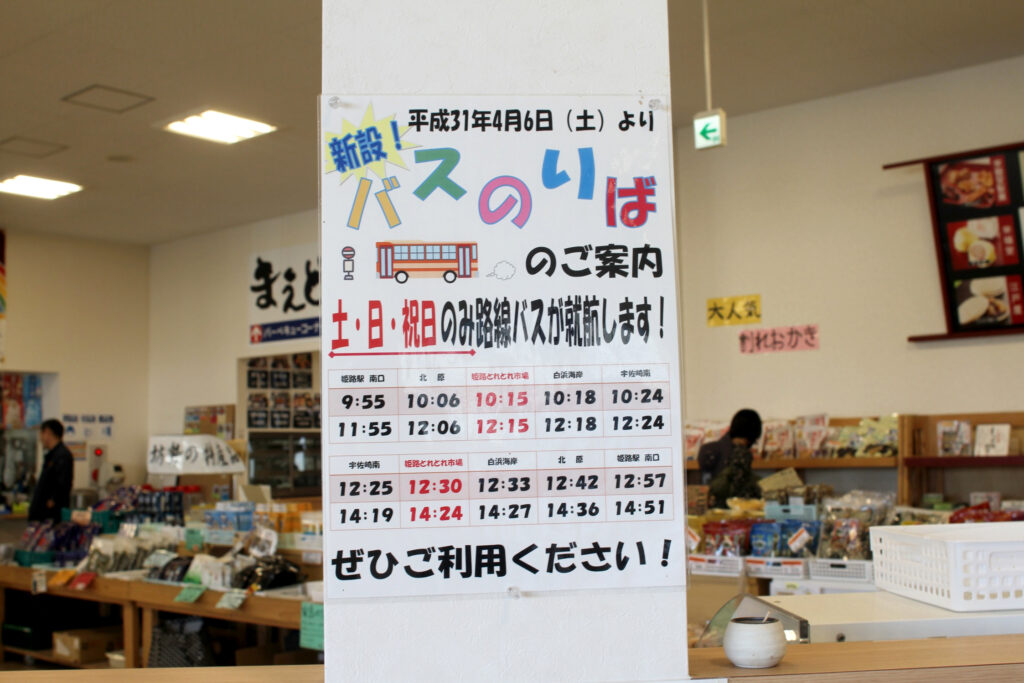 平成31年4月6日（土）より
新設！
バスのりば
のご案内
土・日・祝日のみ路線バスが就航します！
姫路駅 南口 北原 姫路とれとれ市場 白浜海岸 宇佐崎南
9:55 10:06 10:15 10:18 10:24
11:55 12:06 12:15 12:18 12:24
宇佐崎南 姫路とれとれ市場 白浜海岸 北原 姫路駅 南口
12:25 12:30 12:33 12:42 12:57
14:19 14:24 14:27 14:36 14:51
ぜひご利用ください！
まえど
バーベキューコーナ
大人気
割れおかき